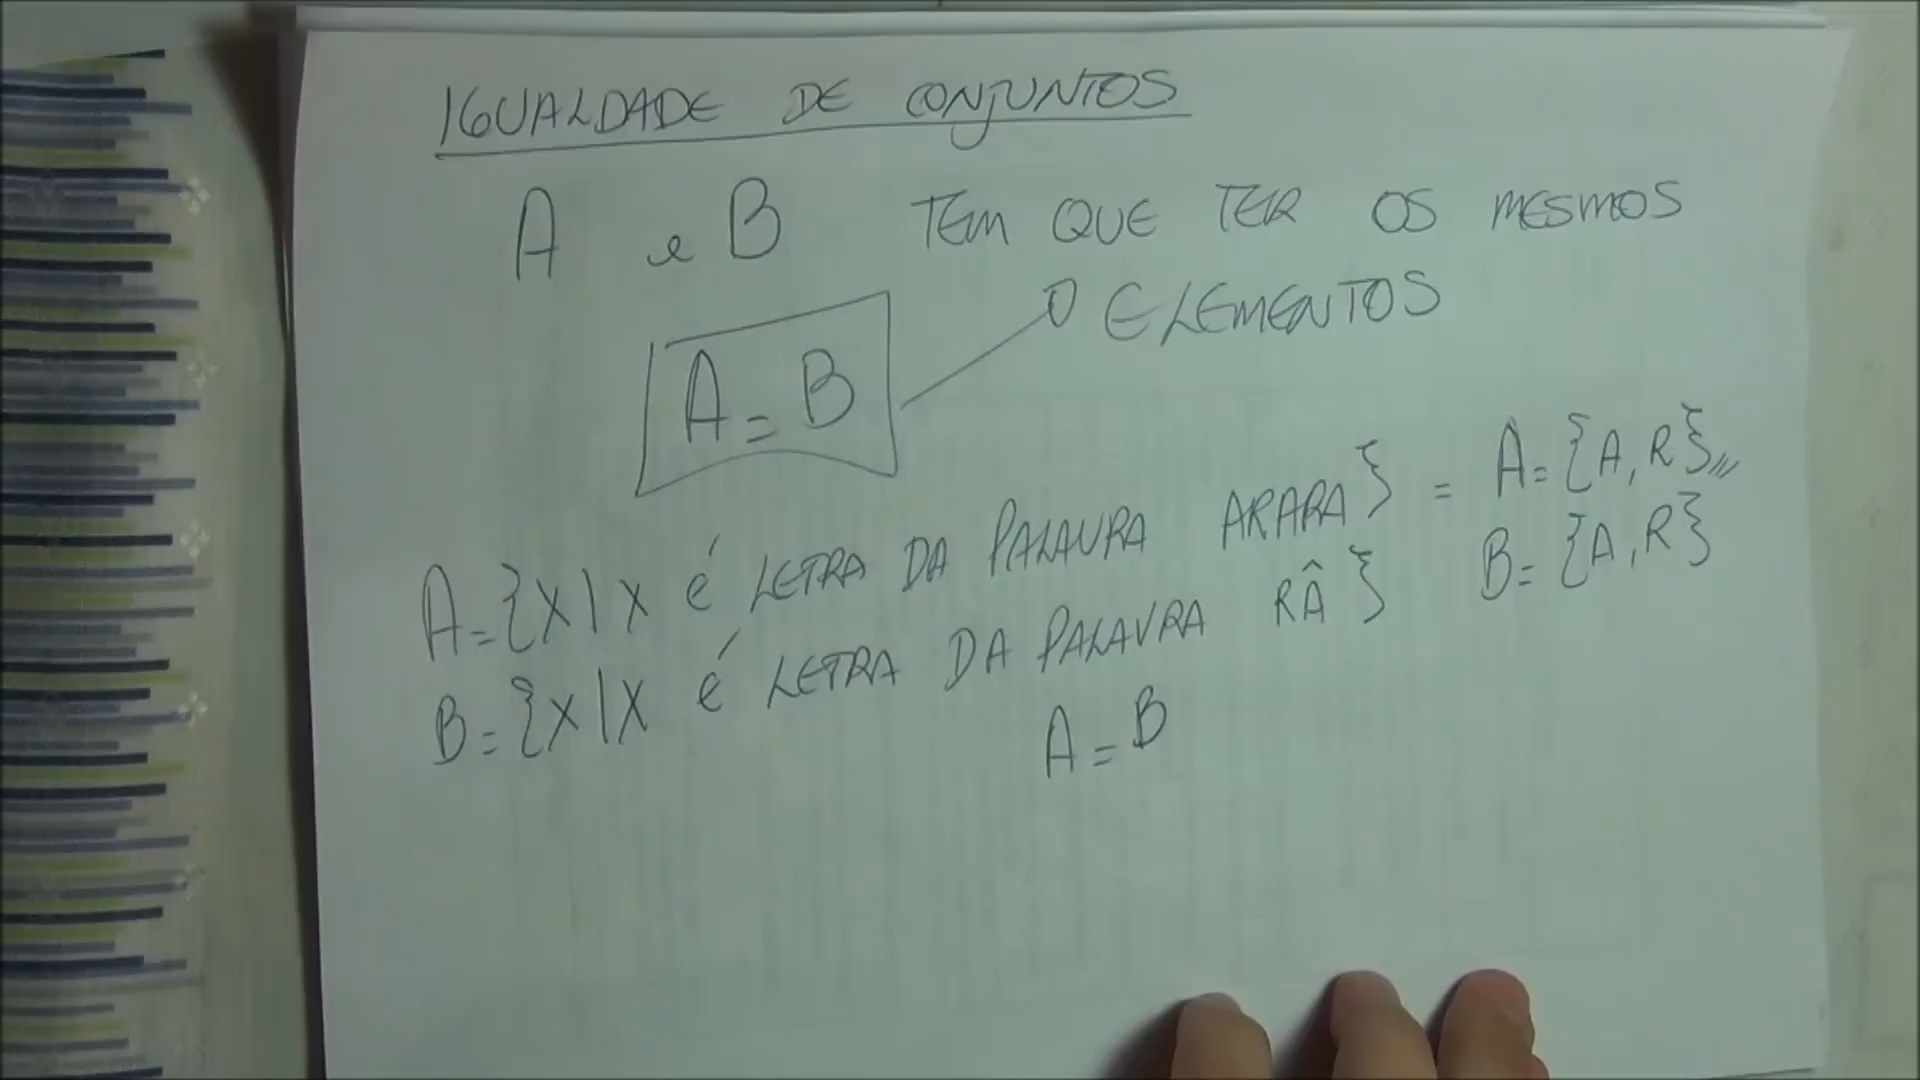 IGUALDADE DE CONJUNTOS
A e B TEM QUE TER OS MESMOS
ELEMENTOS
A = B
A = {X | X É LETRA DA PALAVRA ARARA} = A = {A, R}
B = {X | X É LETRA DA PALAVRA RÂ} B = {A, R}
A = B